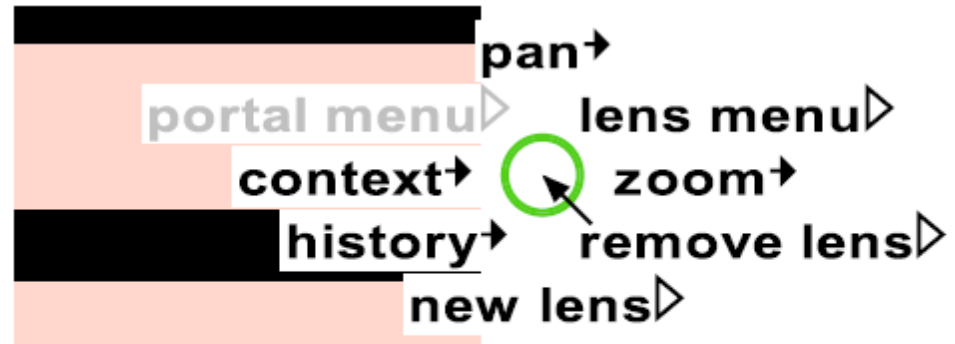 pan
portal menu lens menu
context zoom
history remove lens
new lens